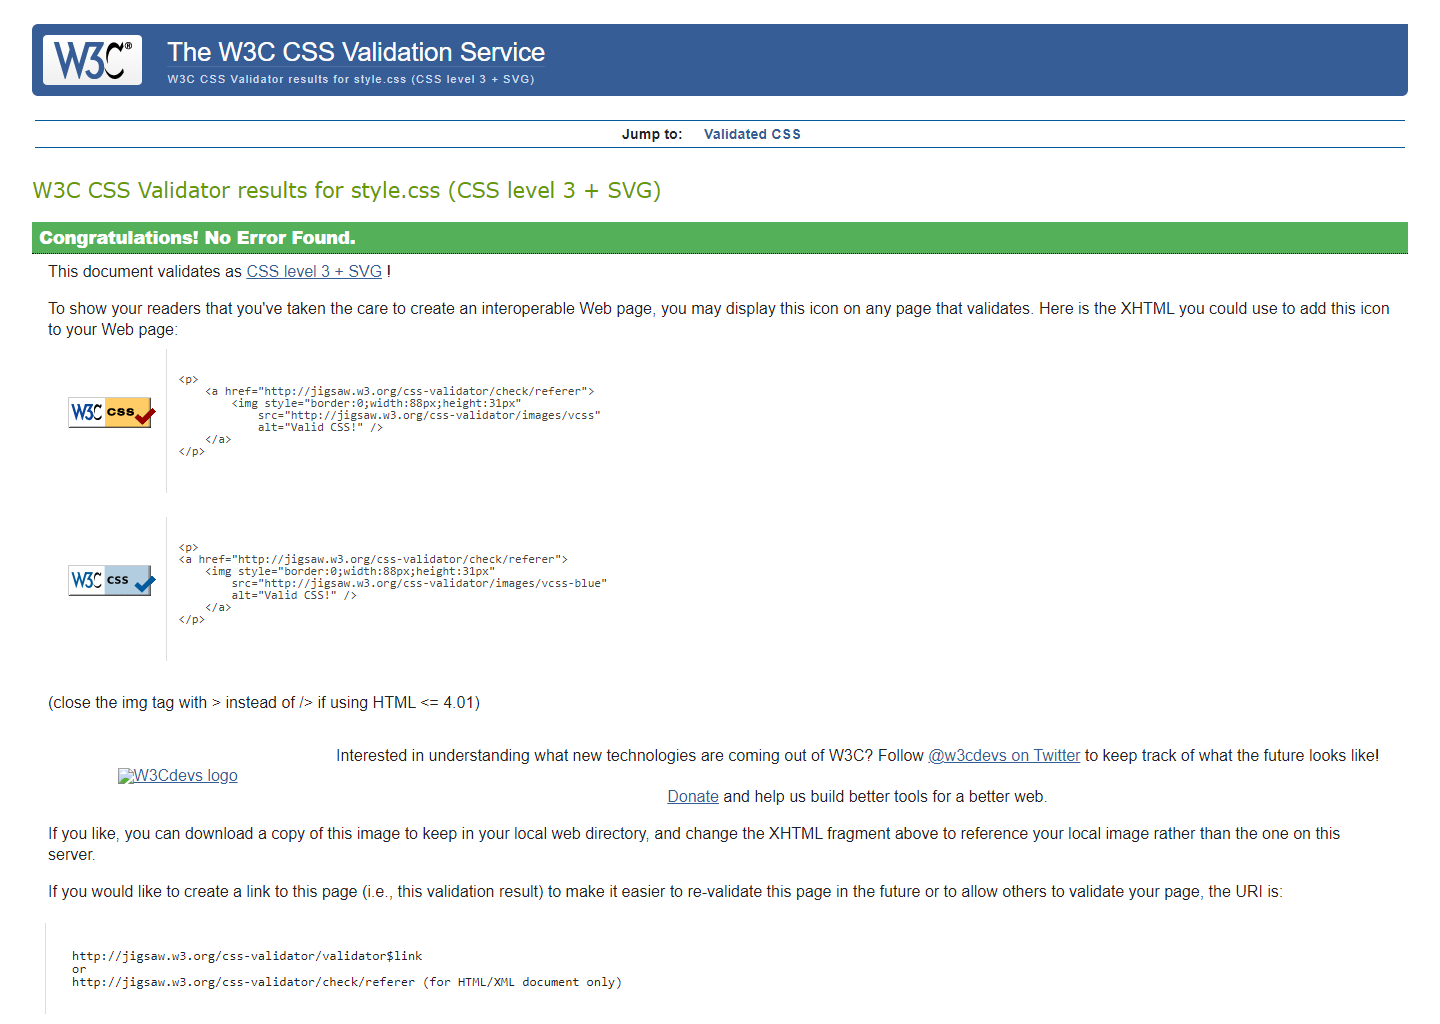 W3C®
The W3C CSS Validation Service
W3C CSS Validator results for style.css (CSS level 3 + SVG)
Jump to: Validated CSS
W3C CSS Validator results for style.css (CSS level 3 + SVG)
Congratulations! No Error Found.
This document validates as CSS level 3 + SVG !
To show your readers that you've taken the care to create an interoperable Web page, you may display this icon on any page that validates. Here is the XHTML you could use to add this icon
to your Web page:
W3C css
<p>
    <a href="http://jigsaw.w3.org/css-validator/check/referer">
        <img style="border:0;width:88px;height:31px"
            src="http://jigsaw.w3.org/css-validator/images/vcss"
            alt="Valid CSS!" />
    </a>
</p>
W3C css
<p>
<a href="http://jigsaw.w3.org/css-validator/check/referer">
    <img style="border:0;width:88px;height:31px"
        src="http://jigsaw.w3.org/css-validator/images/vcss-blue"
        alt="Valid CSS!" />
    </a>
</p>
(close the img tag with > instead of /> if using HTML <= 4.01)
W3Cdevs logo
Interested in understanding what new technologies are coming out of W3C? Follow @w3cdevs on Twitter to keep track of what the future looks like!
Donate and help us build better tools for a better web.
If you like, you can download a copy of this image to keep in your local web directory, and change the XHTML fragment above to reference your local image rather than the one on this
server.
If you would like to create a link to this page (i.e., this validation result) to make it easier to re-validate this page in the future or to allow others to validate your page, the URI is:
http://jigsaw.w3.org/css-validator/validator$link
or
http://jigsaw.w3.org/css-validator/check/referer (for HTML/XML document only)